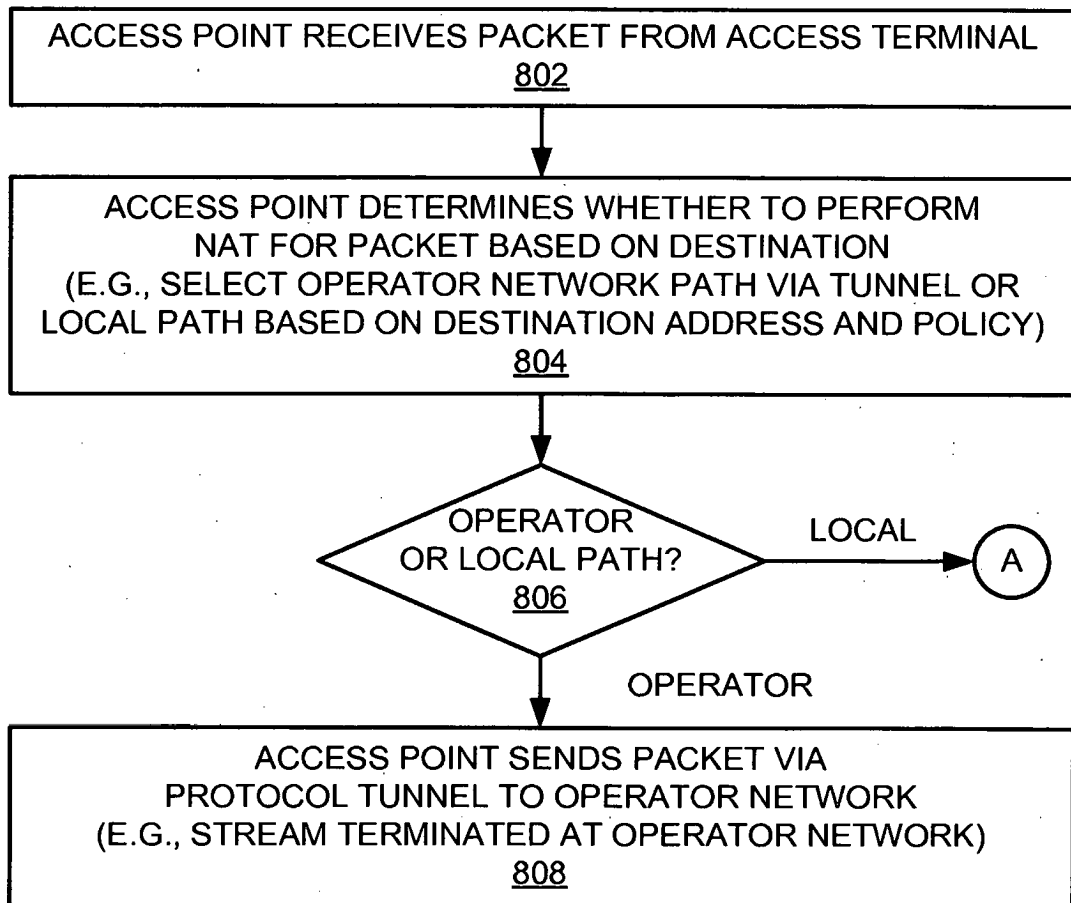 ACCESS POINT RECEIVES PACKET FROM ACCESS TERMINAL
802
ACCESS POINT DETERMINES WHETHER TO PERFORM
NAT FOR PACKET BASED ON DESTINATION
(E.G., SELECT OPERATOR NETWORK PATH VIA TUNNEL OR
LOCAL PATH BASED ON DESTINATION ADDRESS AND POLICY)
804
OPERATOR
OR LOCAL PATH?
806
LOCAL
A
OPERATOR
ACCESS POINT SENDS PACKET VIA
PROTOCOL TUNNEL TO OPERATOR NETWORK
(E.G., STREAM TERMINATED AT OPERATOR NETWORK)
808